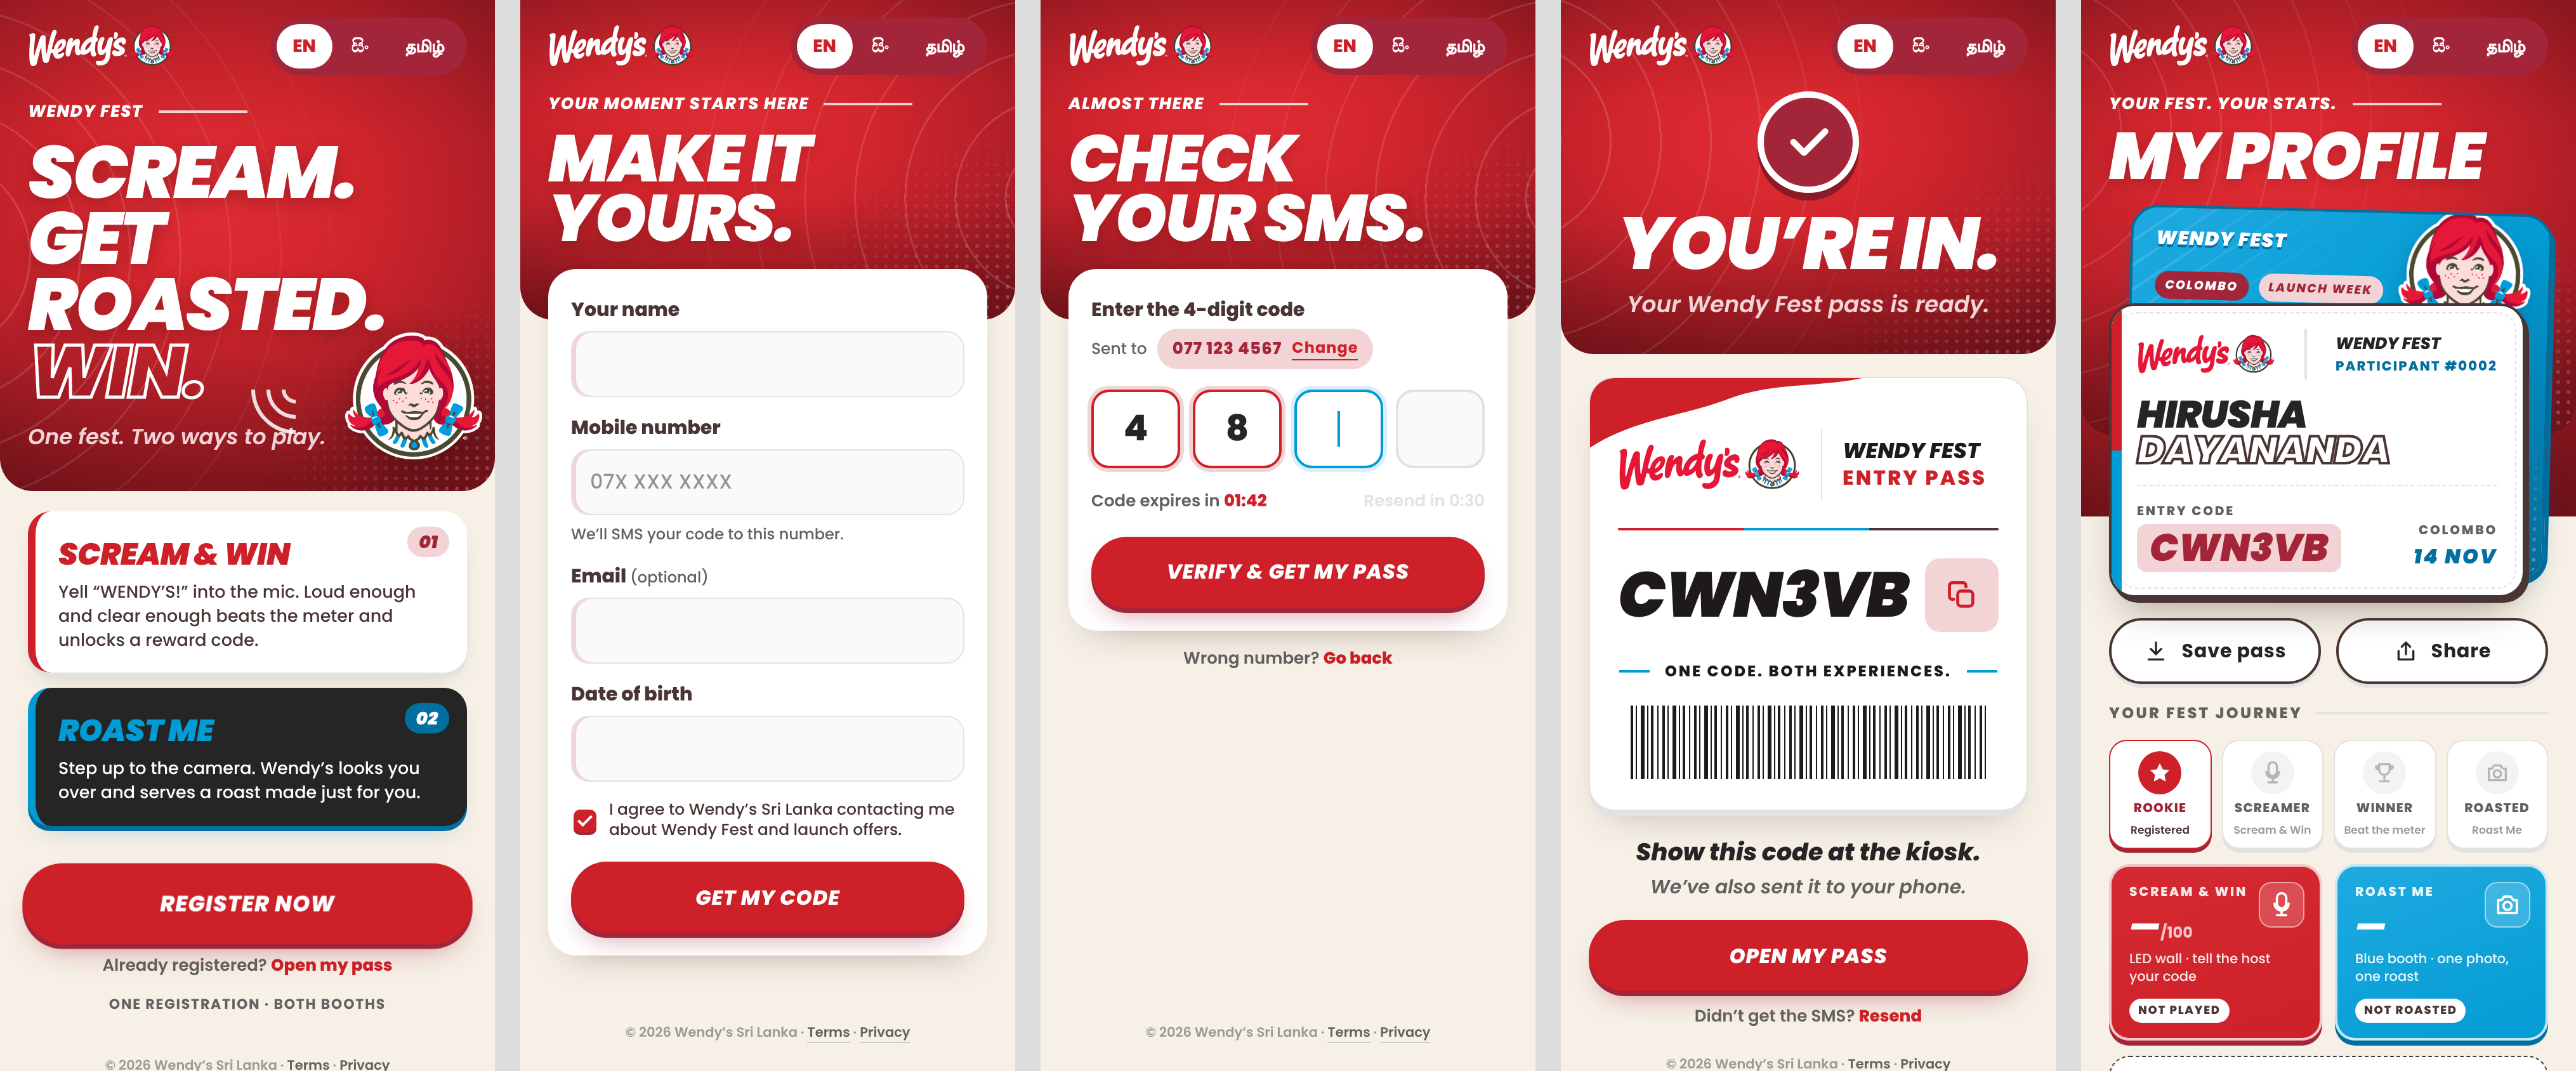 Wendy's
EN සිං தமிழ்
WENDY FEST
SCREAM.
GET
ROASTED.
WIN.
One fest. Two ways to play.
SCREAM & WIN
01
Yell “WENDY’S!” into the mic. Loud enough
and clear enough beats the meter and
unlocks a reward code.
ROAST ME
02
Step up to the camera. Wendy’s looks you
over and serves a roast made just for you.
REGISTER NOW
Already registered? Open my pass
ONE REGISTRATION · BOTH BOOTHS
© 2026 Wendy’s Sri Lanka · Terms · Privacy
Wendy's
EN සිං தமிழ்
YOUR MOMENT STARTS HERE
MAKE IT
YOURS.
Your name
Mobile number
07X XXX XXXX
We’ll SMS your code to this number.
Email (optional)
Date of birth
I agree to Wendy’s Sri Lanka contacting me
about Wendy Fest and launch offers.
GET MY CODE
© 2026 Wendy’s Sri Lanka · Terms · Privacy
Wendy's
EN සිං தமிழ்
ALMOST THERE
CHECK
YOUR SMS.
Enter the 4-digit code
Sent to 077 123 4567 Change
4 8
Code expires in 01:42 Resend in 0:30
VERIFY & GET MY PASS
Wrong number? Go back
© 2026 Wendy’s Sri Lanka · Terms · Privacy
Wendy's
EN සිං தமிழ்
YOU’RE IN.
Your Wendy Fest pass is ready.
Wendy's
WENDY FEST
ENTRY PASS
CWN3VB
ONE CODE. BOTH EXPERIENCES.
Show this code at the kiosk.
We’ve also sent it to your phone.
OPEN MY PASS
Didn’t get the SMS? Resend
© 2026 Wendy’s Sri Lanka · Terms · Privacy
Wendy's
EN සිං தமிழ்
YOUR FEST. YOUR STATS.
MY PROFILE
WENDY FEST
COLOMBO LAUNCH WEEK
Wendy's
WENDY FEST
PARTICIPANT #0002
HIRUSHA
DAYANANDA
ENTRY CODE
CWN3VB
COLOMBO
14 NOV
Save pass
Share
YOUR FEST JOURNEY
ROOKIE
Registered
SCREAMER
Scream & Win
WINNER
Beat the meter
ROASTED
Roast Me
SCREAM & WIN
–/100
LED wall · tell the host
your code
NOT PLAYED
ROAST ME
–
Blue booth · one photo,
one roast
NOT ROASTED